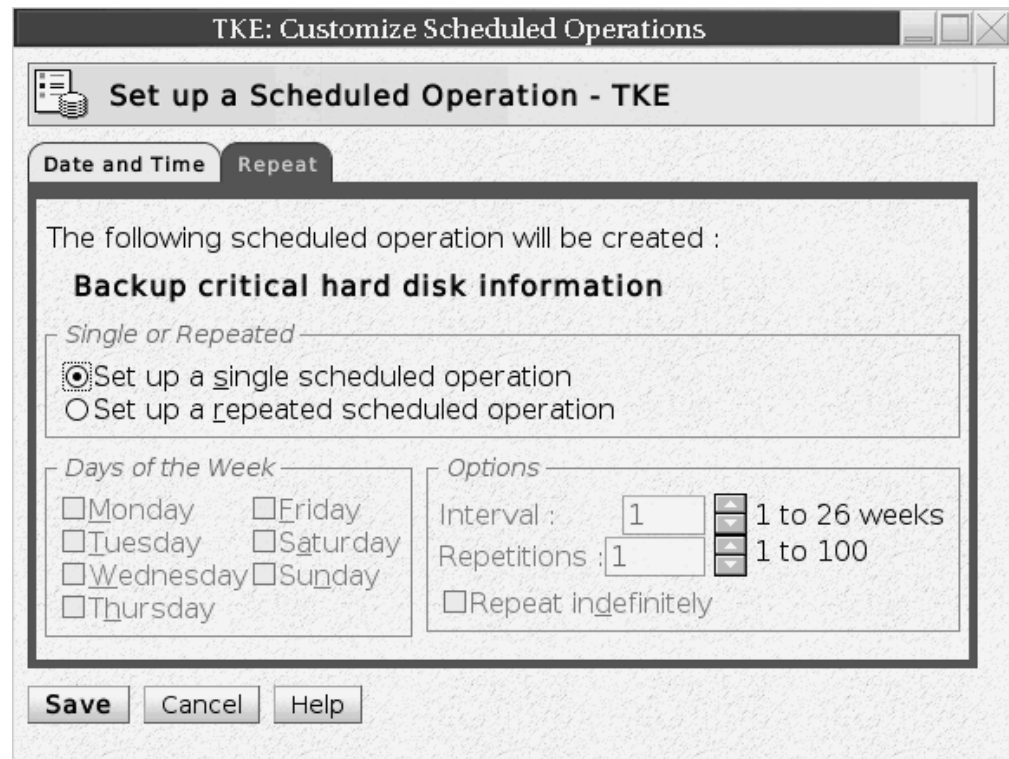 TKE: Customize Scheduled Operations
Set up a Scheduled Operation - TKE
Date and Time
Repeat
The following scheduled operation will be created :
Backup critical hard disk information
Single or Repeated
Set up a single scheduled operation
Set up a repeated scheduled operation
Days of the Week
Monday
Friday
Tuesday
Saturday
Wednesday
Sunday
Thursday
Options
Interval : 1 1 to 26 weeks
Repetitions : 1 1 to 100
Repeat indefinitely
Save
Cancel
Help